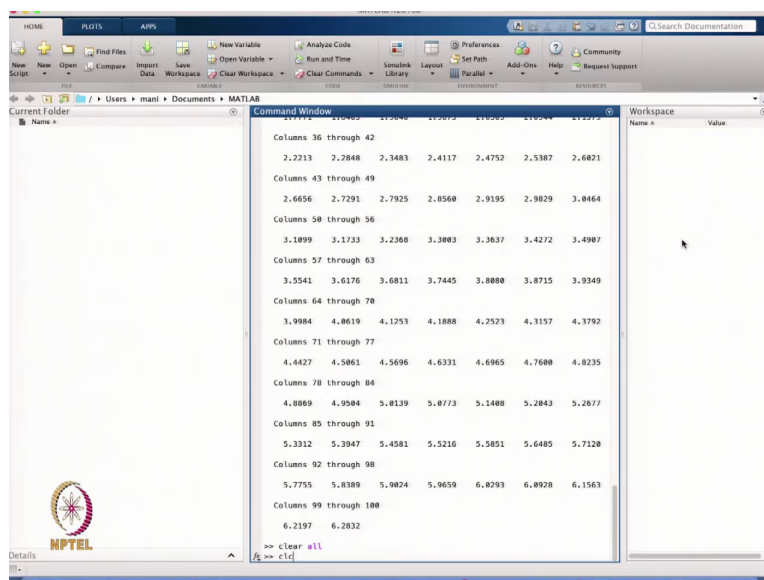 HOME PLOTS APPS Search Documentation
New Script New Open Find Files Compare Import Data Save Workspace New Variable Open Variable Clear Workspace Analyze Code Run and Time Clear Commands Simulink Library Layout Preferences Set Path Parallel Add-Ons Help Community Request Support
FILE VARIABLE CODE SIMULINK ENVIRONMENT RESOURCES
/ Users mani Documents MATLAB
Current Folder Command Window Workspace
Name Name Value
Columns 36 through 42
2.2213 2.2848 2.3483 2.4117 2.4752 2.5387 2.6021
Columns 43 through 49
2.6656 2.7291 2.7925 2.8560 2.9195 2.9829 3.0464
Columns 50 through 56
3.1099 3.1733 3.2368 3.3003 3.3637 3.4272 3.4907
Columns 57 through 63
3.5541 3.6176 3.6811 3.7445 3.8080 3.8715 3.9349
Columns 64 through 70
3.9984 4.0619 4.1253 4.1888 4.2523 4.3157 4.3792
Columns 71 through 77
4.4427 4.5061 4.5696 4.6331 4.6965 4.7600 4.8235
Columns 78 through 84
4.8869 4.9504 5.0139 5.0773 5.1408 5.2043 5.2677
Columns 85 through 91
5.3312 5.3947 5.4581 5.5216 5.5851 5.6485 5.7120
Columns 92 through 98
5.7755 5.8389 5.9024 5.9659 6.0293 6.0928 6.1563
Columns 99 through 100
6.2197 6.2832
>> clear all
fx >> clc
NPTEL
Details